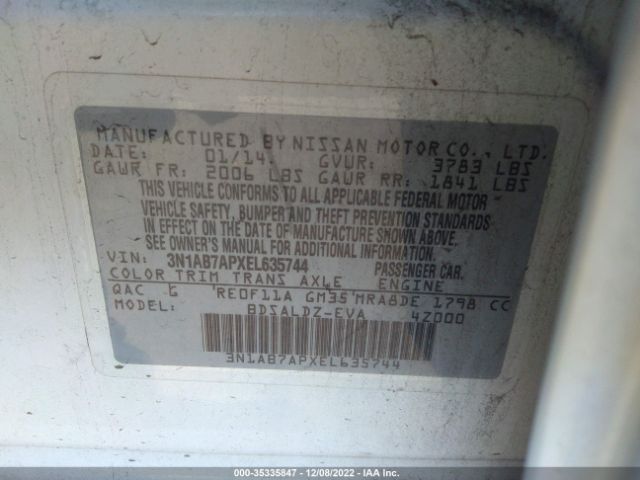 MANUFACTURED BY NISSAN MOTOR CO., LTD.
DATE: 01/14. GVWR: 3783 LBS
GAWR FR: 2006 LBS GAWR RR: 1841 LBS
THIS VEHICLE CONFORMS TO ALL APPLICABLE FEDERAL MOTOR
VEHICLE SAFETY, BUMPER AND THEFT PREVENTION STANDARDS
IN EFFECT ON THE DATE OF MANUFACTURE SHOWN ABOVE.
SEE OWNER'S MANUAL FOR ADDITIONAL INFORMATION.
VIN: 3N1AB7APXEL635744 PASSENGER CAR.
COLOR TRIM TRANS AXLE ENGINE
QAC G RE0F11A GM35 MRA8DE 1798 CC
MODEL: BDSALDZ-EVA 4Z000
3N1AB7APXEL635744
000-35335847 - 12/08/2022 - IAA Inc.